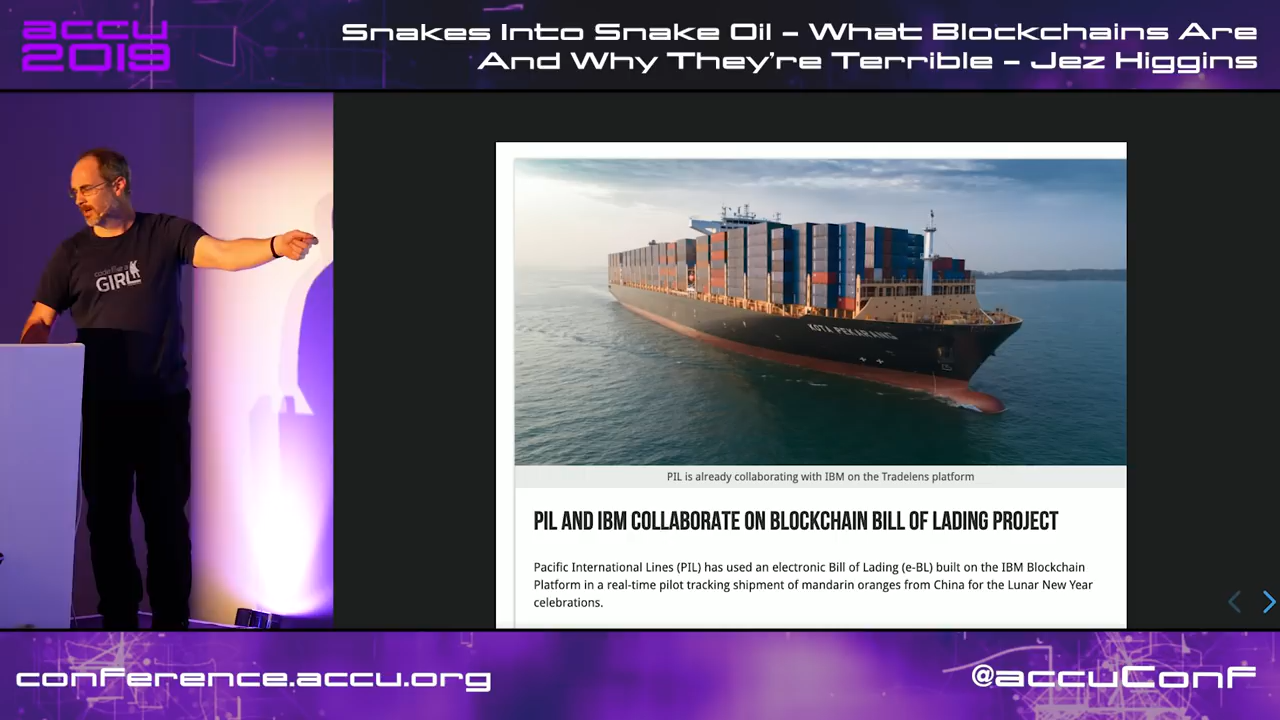 accu
2019
Snakes Into Snake Oil – What Blockchains Are
And Why They're Terrible – Jez Higgins
code like a
GIRL
KOTA PEKARANG
PIL is already collaborating with IBM on the Tradelens platform
PIL AND IBM COLLABORATE ON BLOCKCHAIN BILL OF LADING PROJECT
Pacific International Lines (PIL) has used an electronic Bill of Lading (e-BL) built on the IBM Blockchain
Platform in a real-time pilot tracking shipment of mandarin oranges from China for the Lunar New Year
celebrations.
conference.accu.org
@accuConf